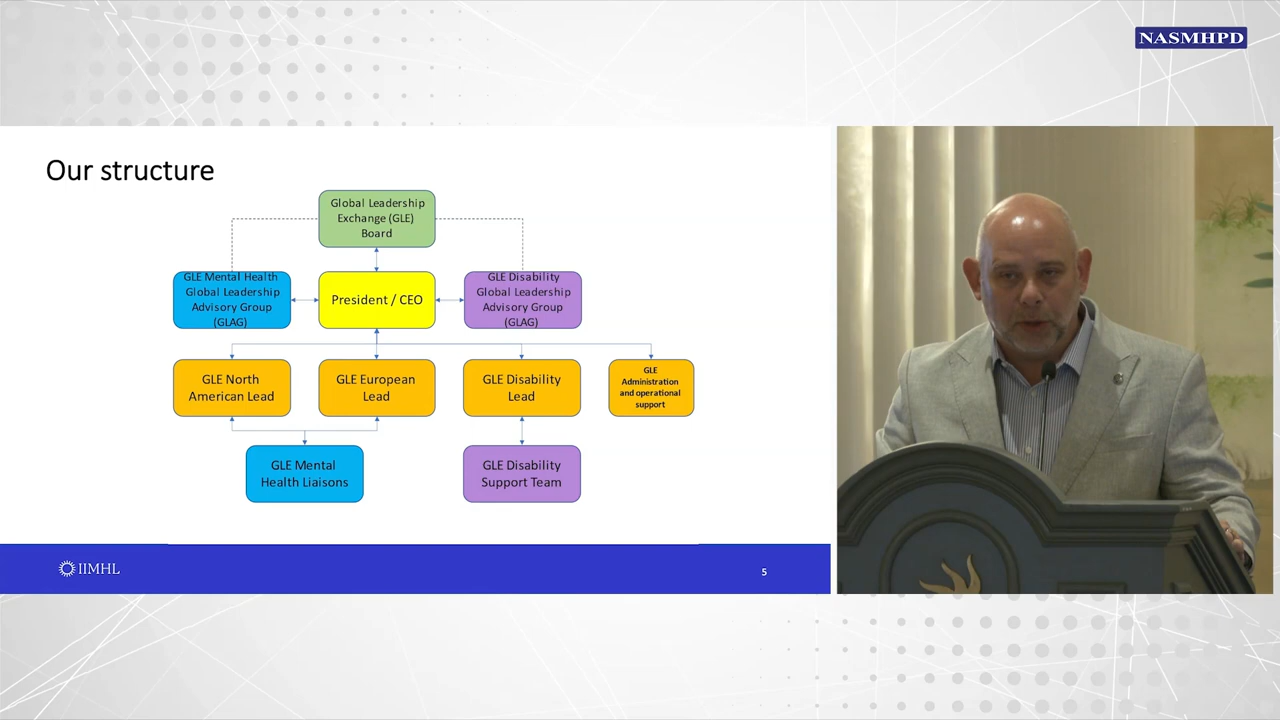 NASMHPD
Our structure
Global Leadership
Exchange (GLE)
Board
GLE Mental Health
Global Leadership
Advisory Group
(GLAG)
President / CEO
GLE Disability
Global Leadership
Advisory Group
(GLAG)
GLE North
American Lead
GLE European
Lead
GLE Disability
Lead
GLE
Administration
and operational
support
GLE Mental
Health Liaisons
GLE Disability
Support Team
IIMHL
5